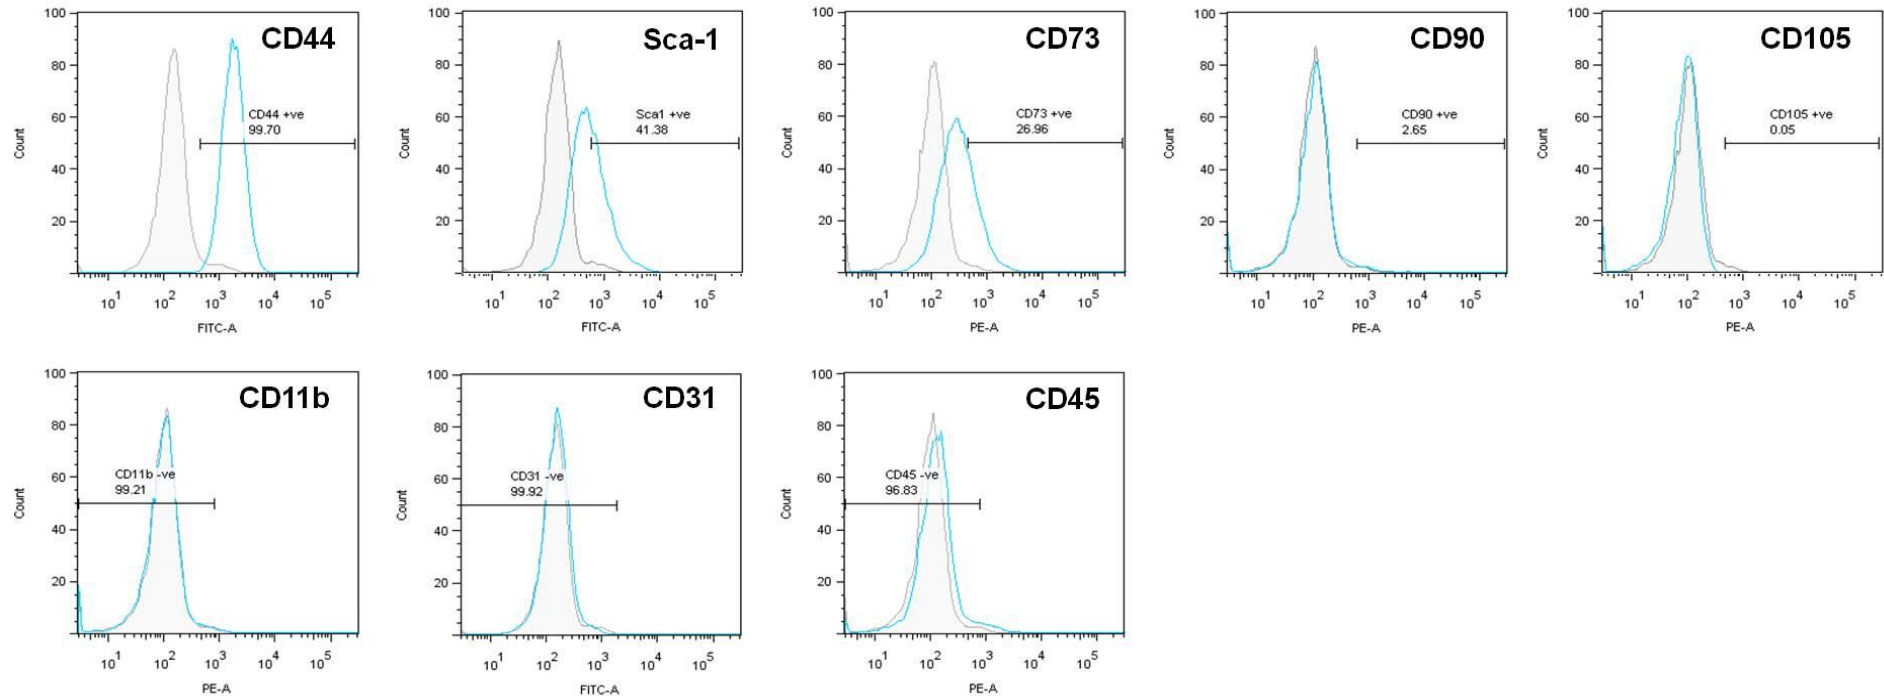 CD44
100
80
60
40
20
Count
CD44 +ve
99.70
10^1 10^2 10^3 10^4 10^5
FITC-A
Sca-1
100
80
60
40
20
Count
Sca1 +ve
41.38
10^1 10^2 10^3 10^4 10^5
FITC-A
CD73
100
80
60
40
20
Count
CD73 +ve
26.96
10^1 10^2 10^3 10^4 10^5
PE-A
CD90
100
80
60
40
20
Count
CD90 +ve
2.65
10^1 10^2 10^3 10^4 10^5
PE-A
CD105
100
80
60
40
20
Count
CD105 +ve
0.05
10^1 10^2 10^3 10^4 10^5
PE-A
CD11b
100
80
60
40
20
Count
CD11b -ve
99.21
10^1 10^2 10^3 10^4 10^5
PE-A
CD31
100
80
60
40
20
Count
CD31 -ve
99.92
10^1 10^2 10^3 10^4 10^5
FITC-A
CD45
100
80
60
40
20
Count
CD45 -ve
96.83
10^1 10^2 10^3 10^4 10^5
PE-A